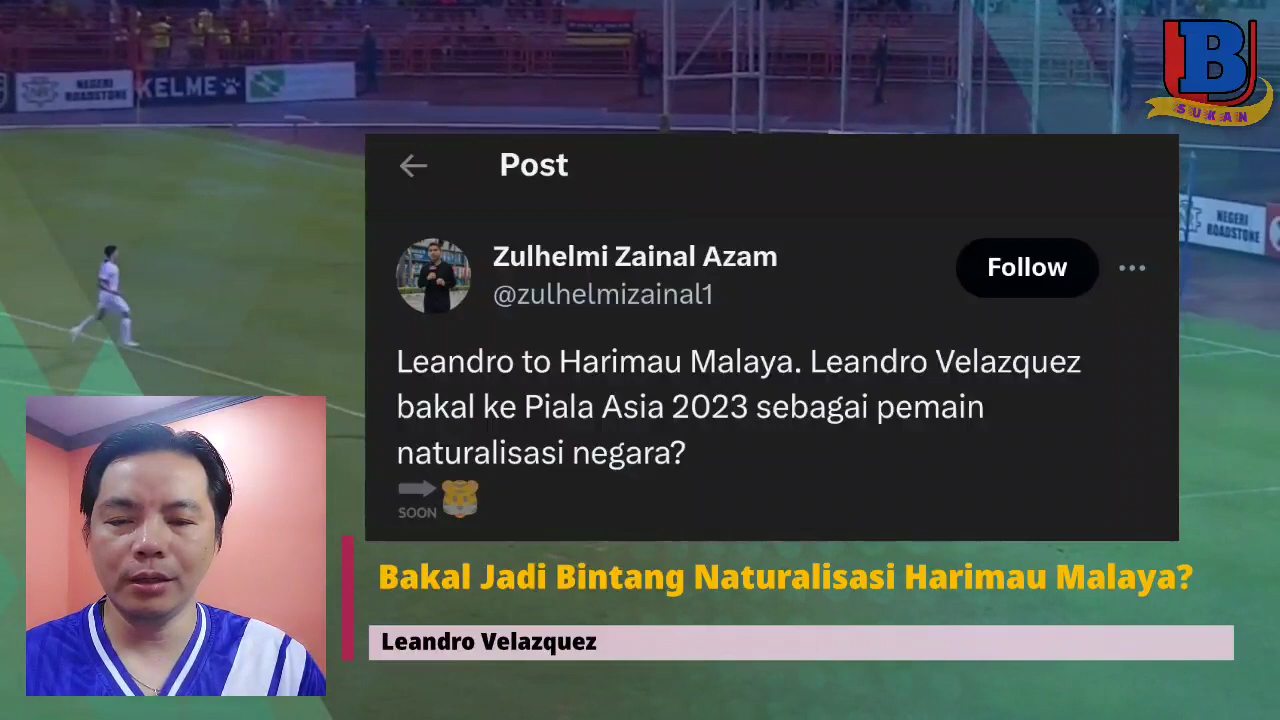 B
SUKAN
NEGERI
ROADSTONE
KELME
Post
Zulhelmi Zainal Azam
@zulhelmizainal1
Follow
NEGERI
ROADSTONE
Leandro to Harimau Malaya. Leandro Velazquez
bakal ke Piala Asia 2023 sebagai pemain
naturalisasi negara?
SOON
Bakal Jadi Bintang Naturalisasi Harimau Malaya?
Leandro Velazquez